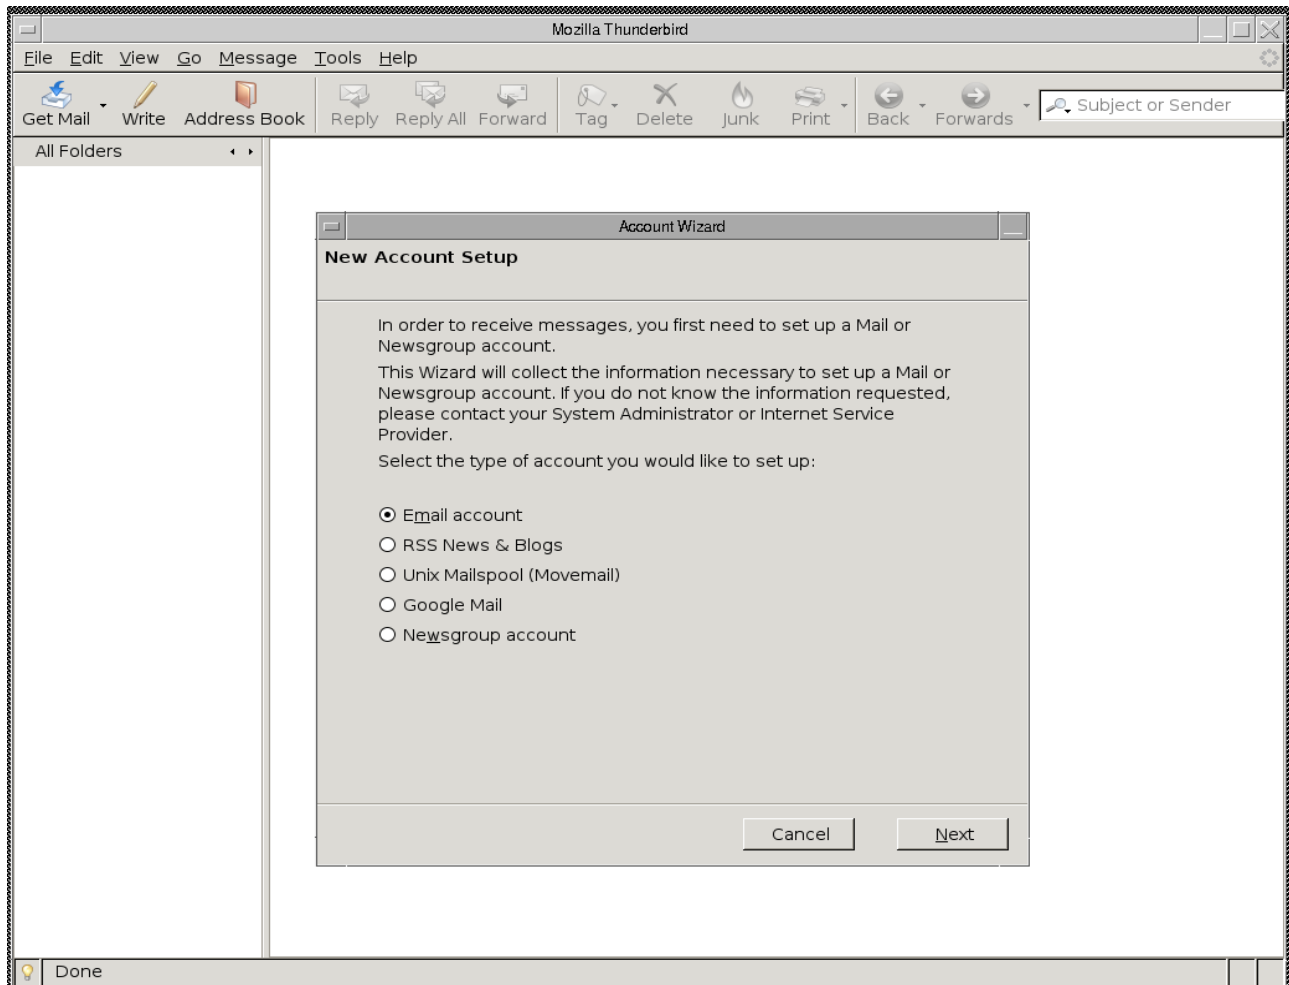 Mozilla Thunderbird
File Edit View Go Message Tools Help
Get Mail Write Address Book Reply Reply All Forward Tag Delete Junk Print Back Forwards Subject or Sender
All Folders
Account Wizard
New Account Setup
In order to receive messages, you first need to set up a Mail or
Newsgroup account.
This Wizard will collect the information necessary to set up a Mail or
Newsgroup account. If you do not know the information requested,
please contact your System Administrator or Internet Service
Provider.
Select the type of account you would like to set up:
Email account
RSS News & Blogs
Unix Mailspool (Movemail)
Google Mail
Newsgroup account
Cancel Next
Done